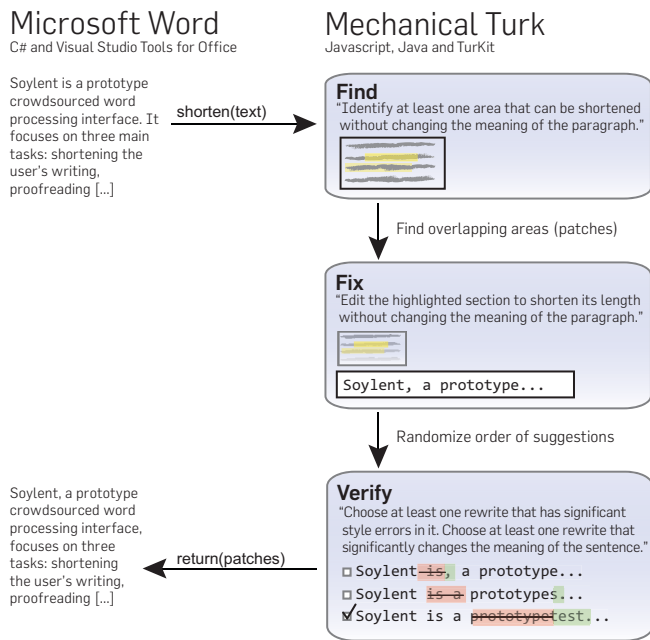 Microsoft Word
C# and Visual Studio Tools for Office
Mechanical Turk
Javascript, Java and TurKit
Soylent is a prototype
crowdsourced word
processing interface. It
focuses on three main
tasks: shortening the
user's writing,
proofreading [...]
shorten(text)
Find
“Identify at least one area that can be shortened
without changing the meaning of the paragraph.”
Find overlapping areas (patches)
Fix
“Edit the highlighted section to shorten its length
without changing the meaning of the paragraph.”
Soylent, a prototype...
Randomize order of suggestions
Verify
“Choose at least one rewrite that has significant
style errors in it. Choose at least one rewrite that
significantly changes the meaning of the sentence.”
Soylent is, a prototype...
Soylent is a prototypes...
Soylent is a prototypetest...
return(patches)
Soylent, a prototype
crowdsourced word
processing interface,
focuses on three
tasks: shortening
the user's writing,
proofreading [...]